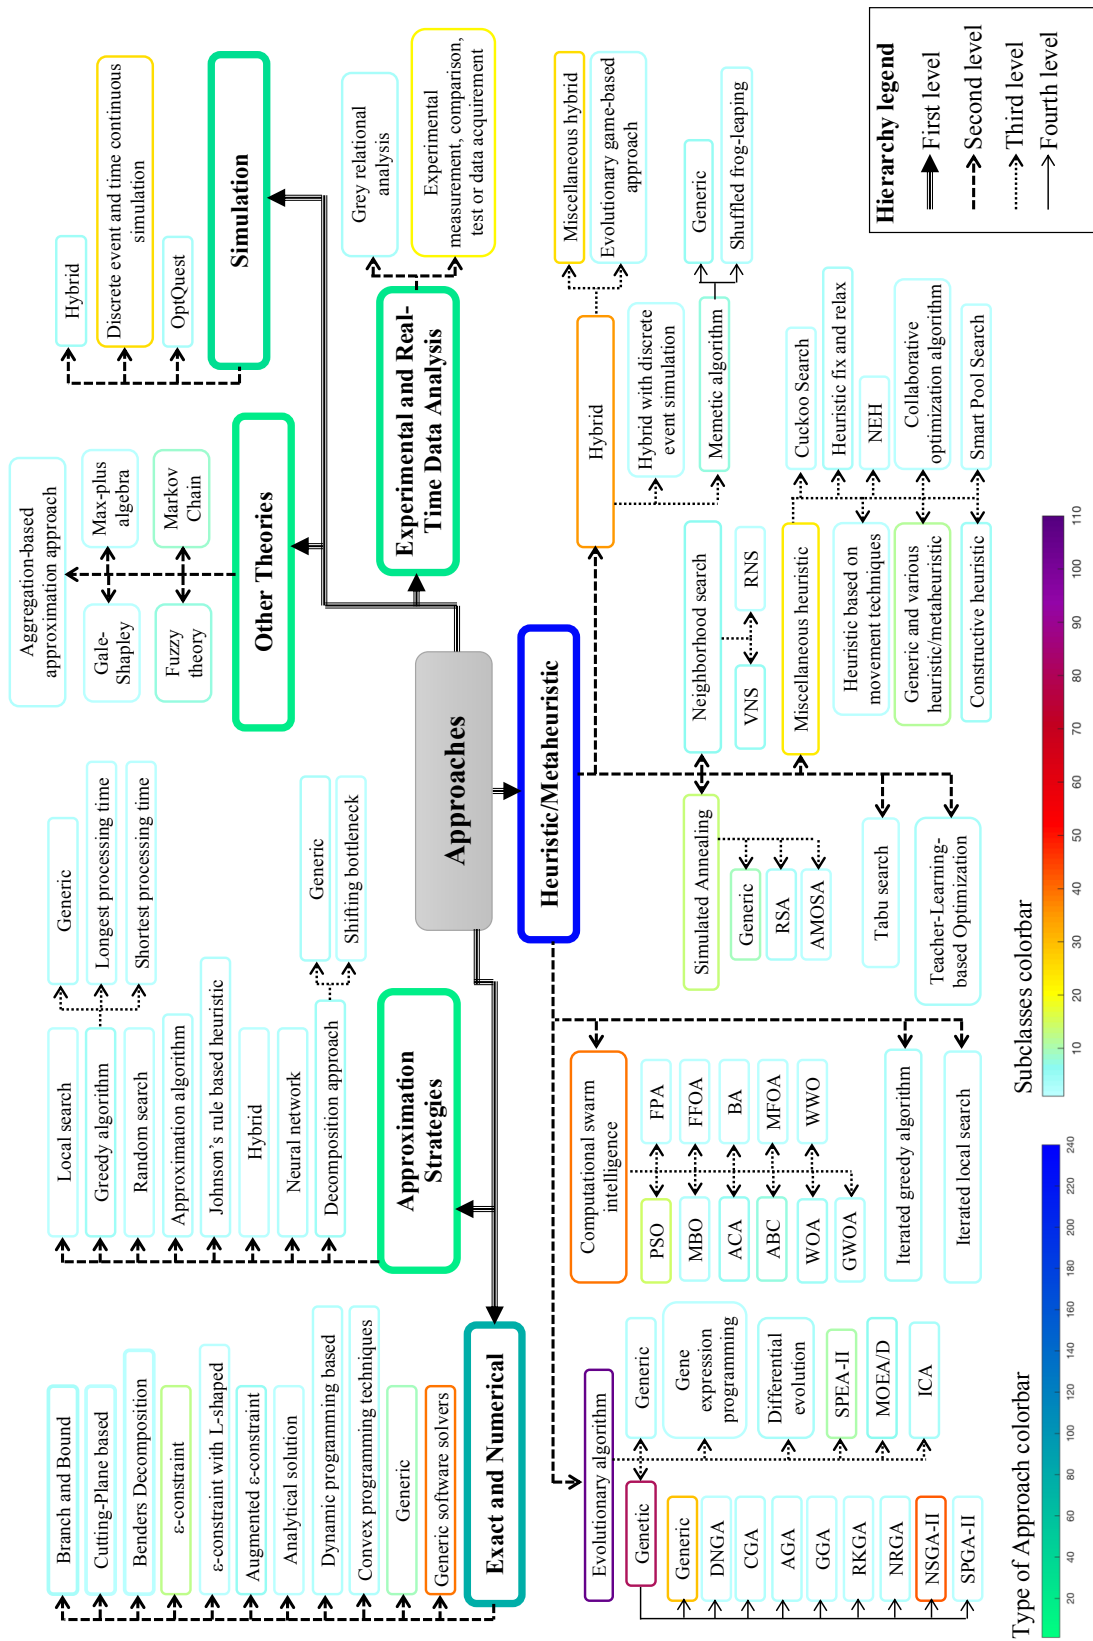 Approaches
Exact and Numerical
Branch and Bound
Cutting-Plane based
Benders Decomposition
ε-constraint
ε-constraint with L-shaped
Augmented ε-constraint
Analytical solution
Dynamic programming based
Convex programming techniques
Generic
Generic software solvers
Approximation
Strategies
Local search
Greedy algorithm
Generic
Longest processing time
Shortest processing time
Random search
Approximation algorithm
Johnson's rule based heuristic
Hybrid
Neural network
Decomposition approach
Generic
Shifting bottleneck
Other Theories
Aggregation-based
approximation approach
Gale-
Shapley
Max-plus
algebra
Fuzzy
theory
Markov
Chain
Simulation
Hybrid
Discrete event and time continuous
simulation
OptQuest
Experimental and Real-
Time Data Analysis
Grey relational
analysis
Experimental
measurement, comparison,
test or data acquirement
Heuristic/Metaheuristic
Evolutionary algorithm
Genetic
Generic
DNGA
CGA
AGA
GGA
RKGA
NRGA
NSGA-II
SPGA-II
Generic
Gene
expression
programming
Differential
evolution
SPEA-II
MOEA/D
ICA
Computational swarm
intelligence
PSO
FPA
MBO
FFOA
ACA
BA
ABC
MFOA
WOA
WWO
GWOA
Iterated greedy algorithm
Iterated local search
Simulated Annealing
Generic
RSA
AMOSA
Neighborhood search
VNS
RNS
Tabu search
Teacher-Learning-
based Optimization
Miscellaneous heuristic
Cuckoo Search
Heuristic fix and relax
Heuristic based on
movement techniques
NEH
Generic and various
heuristic/metaheuristic
Collaborative
optimization algorithm
Constructive heuristic
Smart Pool Search
Hybrid
Miscellaneous hybrid
Evolutionary game-based
approach
Hybrid with discrete
event simulation
Memetic algorithm
Generic
Shuffled frog-leaping
Type of Approach colorbar
20 40 60 80 100 120 140 160 180 200 220 240
Subclasses colorbar
10 20 30 40 50 60 70 80 90 100 110
Hierarchy legend
First level
Second level
Third level
Fourth level